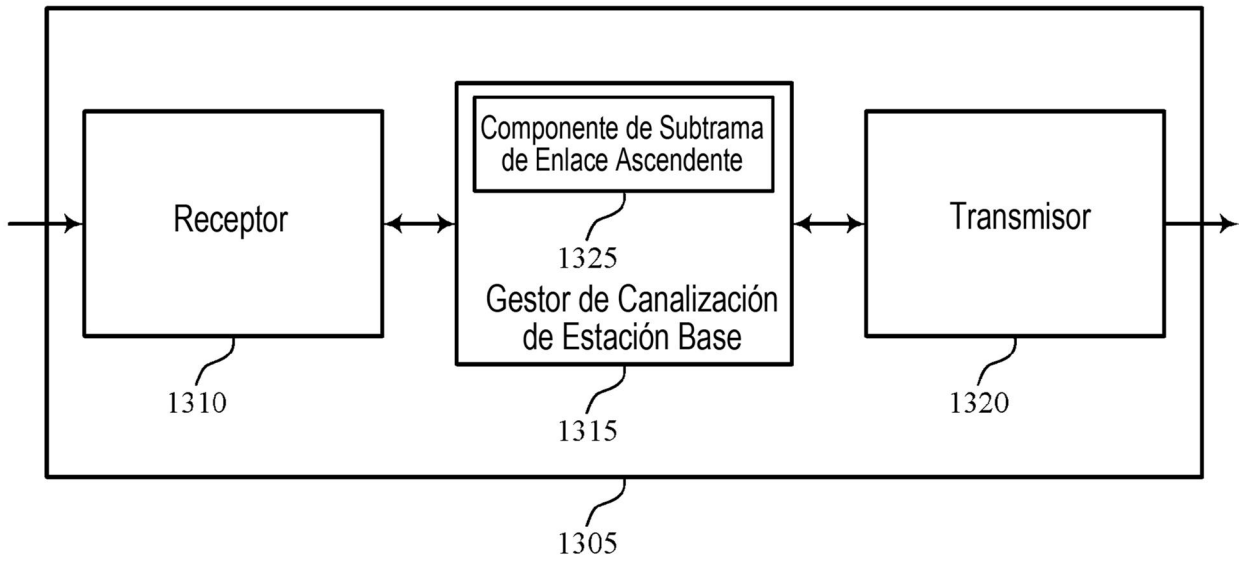 Componente de Subtrama
de Enlace Ascendente
Receptor
Transmisor
1325
Gestor de Canalización
de Estación Base
1310
1315
1320
1305